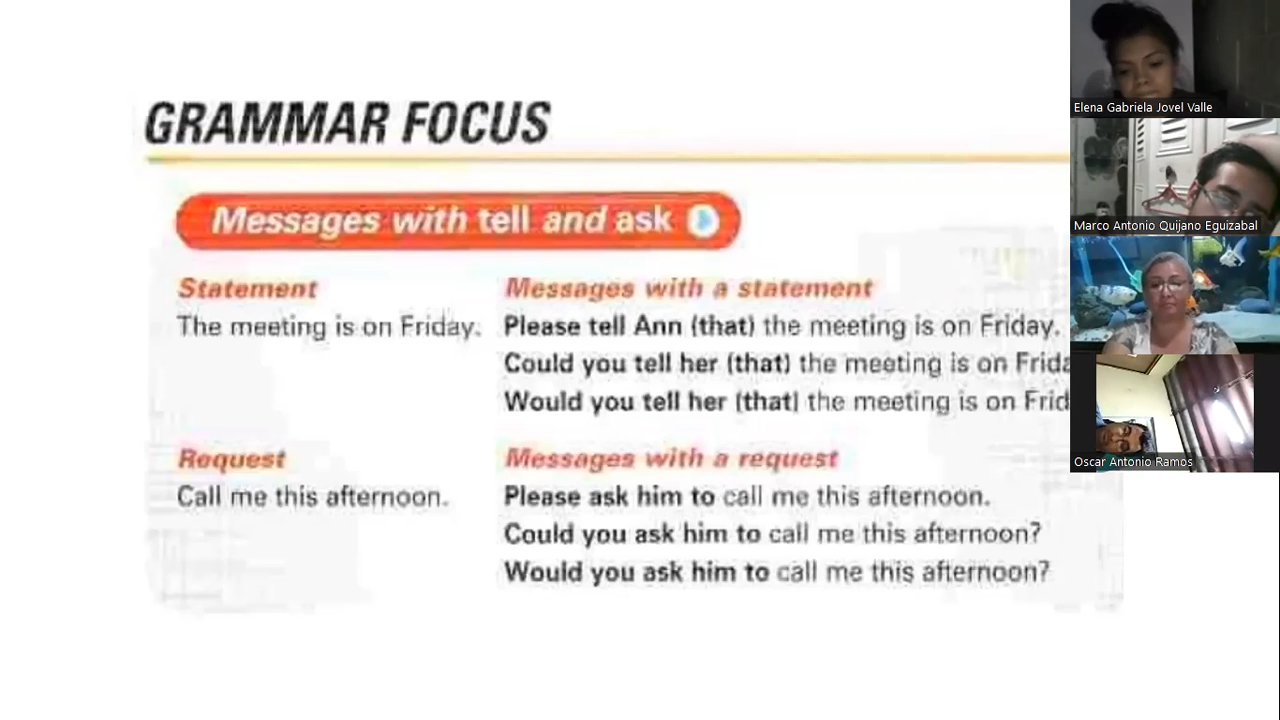 GRAMMAR FOCUS
Messages with tell and ask
Statement
Messages with a statement
The meeting is on Friday.
Please tell Ann (that) the meeting is on Friday.
Could you tell her (that) the meeting is on Frida
Would you tell her (that) the meeting is on Frid
Request
Messages with a request
Call me this afternoon.
Please ask him to call me this afternoon.
Could you ask him to call me this afternoon?
Would you ask him to call me this afternoon?
Elena Gabriela Jovel Valle
Marco Antonio Quijano Eguizabal
Oscar Antonio Ramos